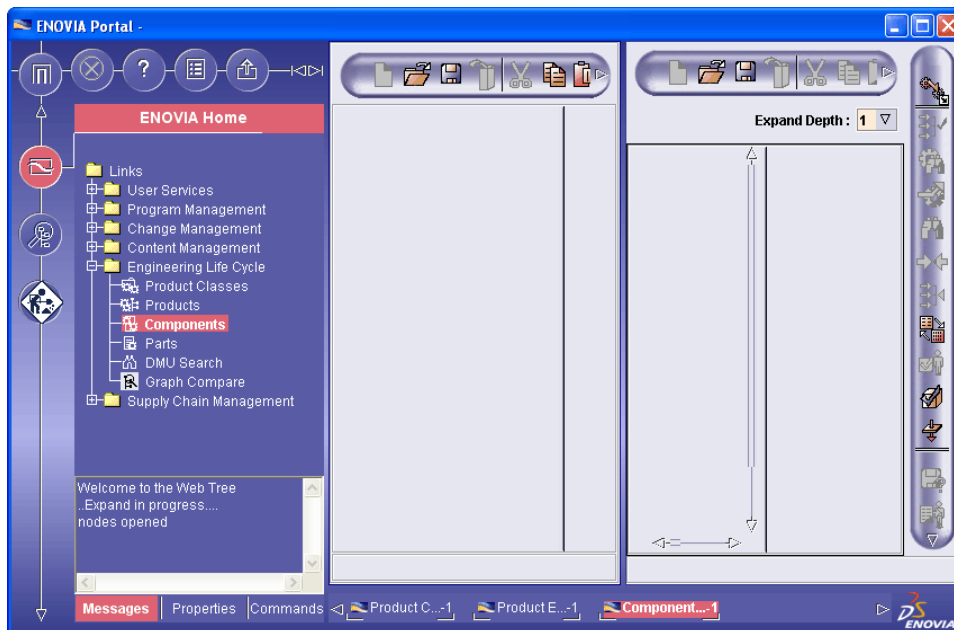 ENOVIA Portal -
?
ENOVIA Home
Expand Depth : 1
Links
User Services
Program Management
Change Management
Content Management
Engineering Life Cycle
Product Classes
Products
Components
Parts
DMU Search
Graph Compare
Supply Chain Management
Welcome to the Web Tree
..Expand in progress....
nodes opened
Messages Properties Commands Product C...-1 Product E...-1 Component...-1
ENOVIA